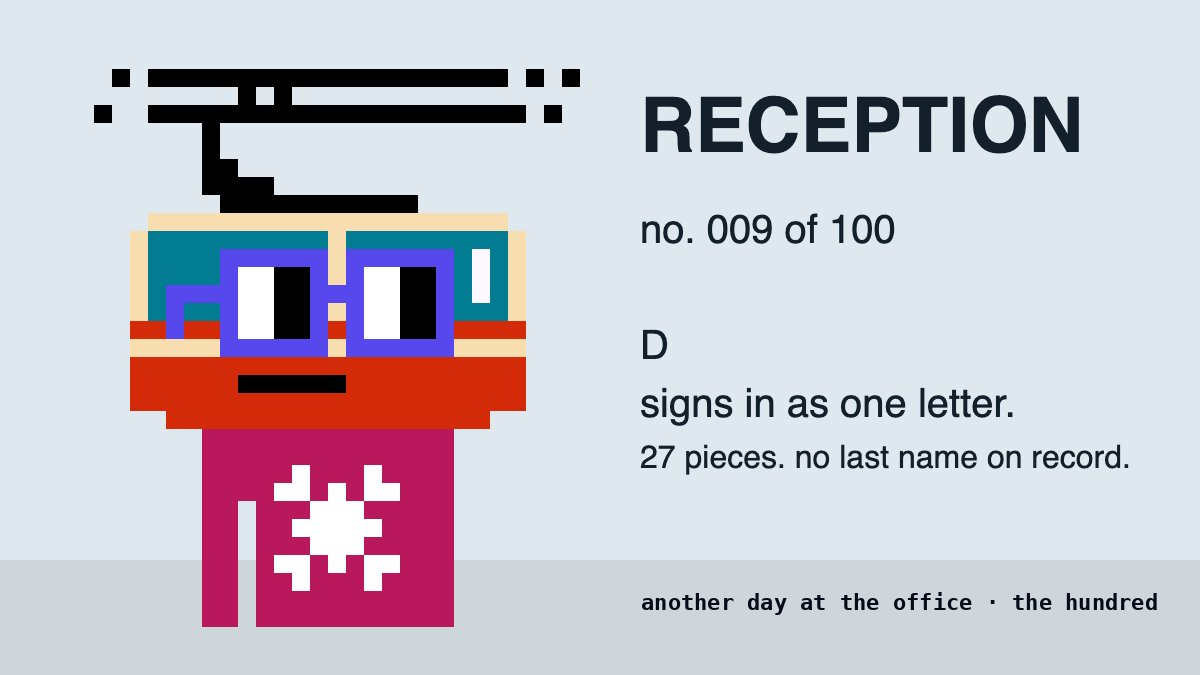 RECEPTION
no. 009 of 100
D
signs in as one letter.
27 pieces. no last name on record.
another day at the office · the hundred